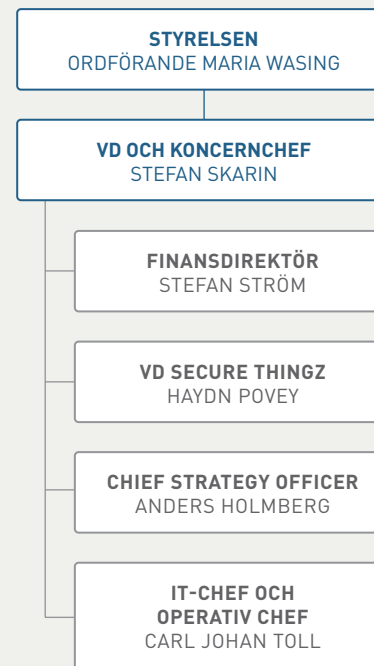 STYRELSEN
ORDFÖRANDE MARIA WASING
VD OCH KONCERNCHEF
STEFAN SKARIN
FINANSDIREKTÖR
STEFAN STRÖM
VD SECURE THINGZ
HAYDN POVEY
CHIEF STRATEGY OFFICER
ANDERS HOLMBERG
IT-CHEF OCH
OPERATIV CHEF
CARL JOHAN TOLL